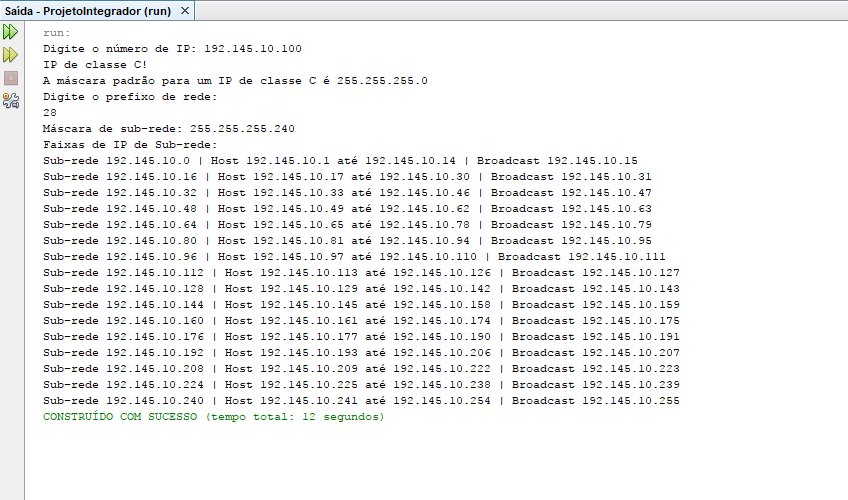 Saída - ProjetoIntegrador (run) ×
run:
Digite o número de IP: 192.145.10.100
IP de classe C!
A máscara padrão para um IP de classe C é 255.255.255.0
Digite o prefixo de rede:
28
Máscara de sub-rede: 255.255.255.240
Faixas de IP de Sub-rede:
Sub-rede 192.145.10.0 | Host 192.145.10.1 até 192.145.10.14 | Broadcast 192.145.10.15
Sub-rede 192.145.10.16 | Host 192.145.10.17 até 192.145.10.30 | Broadcast 192.145.10.31
Sub-rede 192.145.10.32 | Host 192.145.10.33 até 192.145.10.46 | Broadcast 192.145.10.47
Sub-rede 192.145.10.48 | Host 192.145.10.49 até 192.145.10.62 | Broadcast 192.145.10.63
Sub-rede 192.145.10.64 | Host 192.145.10.65 até 192.145.10.78 | Broadcast 192.145.10.79
Sub-rede 192.145.10.80 | Host 192.145.10.81 até 192.145.10.94 | Broadcast 192.145.10.95
Sub-rede 192.145.10.96 | Host 192.145.10.97 até 192.145.10.110 | Broadcast 192.145.10.111
Sub-rede 192.145.10.112 | Host 192.145.10.113 até 192.145.10.126 | Broadcast 192.145.10.127
Sub-rede 192.145.10.128 | Host 192.145.10.129 até 192.145.10.142 | Broadcast 192.145.10.143
Sub-rede 192.145.10.144 | Host 192.145.10.145 até 192.145.10.158 | Broadcast 192.145.10.159
Sub-rede 192.145.10.160 | Host 192.145.10.161 até 192.145.10.174 | Broadcast 192.145.10.175
Sub-rede 192.145.10.176 | Host 192.145.10.177 até 192.145.10.190 | Broadcast 192.145.10.191
Sub-rede 192.145.10.192 | Host 192.145.10.193 até 192.145.10.206 | Broadcast 192.145.10.207
Sub-rede 192.145.10.208 | Host 192.145.10.209 até 192.145.10.222 | Broadcast 192.145.10.223
Sub-rede 192.145.10.224 | Host 192.145.10.225 até 192.145.10.238 | Broadcast 192.145.10.239
Sub-rede 192.145.10.240 | Host 192.145.10.241 até 192.145.10.254 | Broadcast 192.145.10.255
CONSTRUÍDO COM SUCESSO (tempo total: 12 segundos)